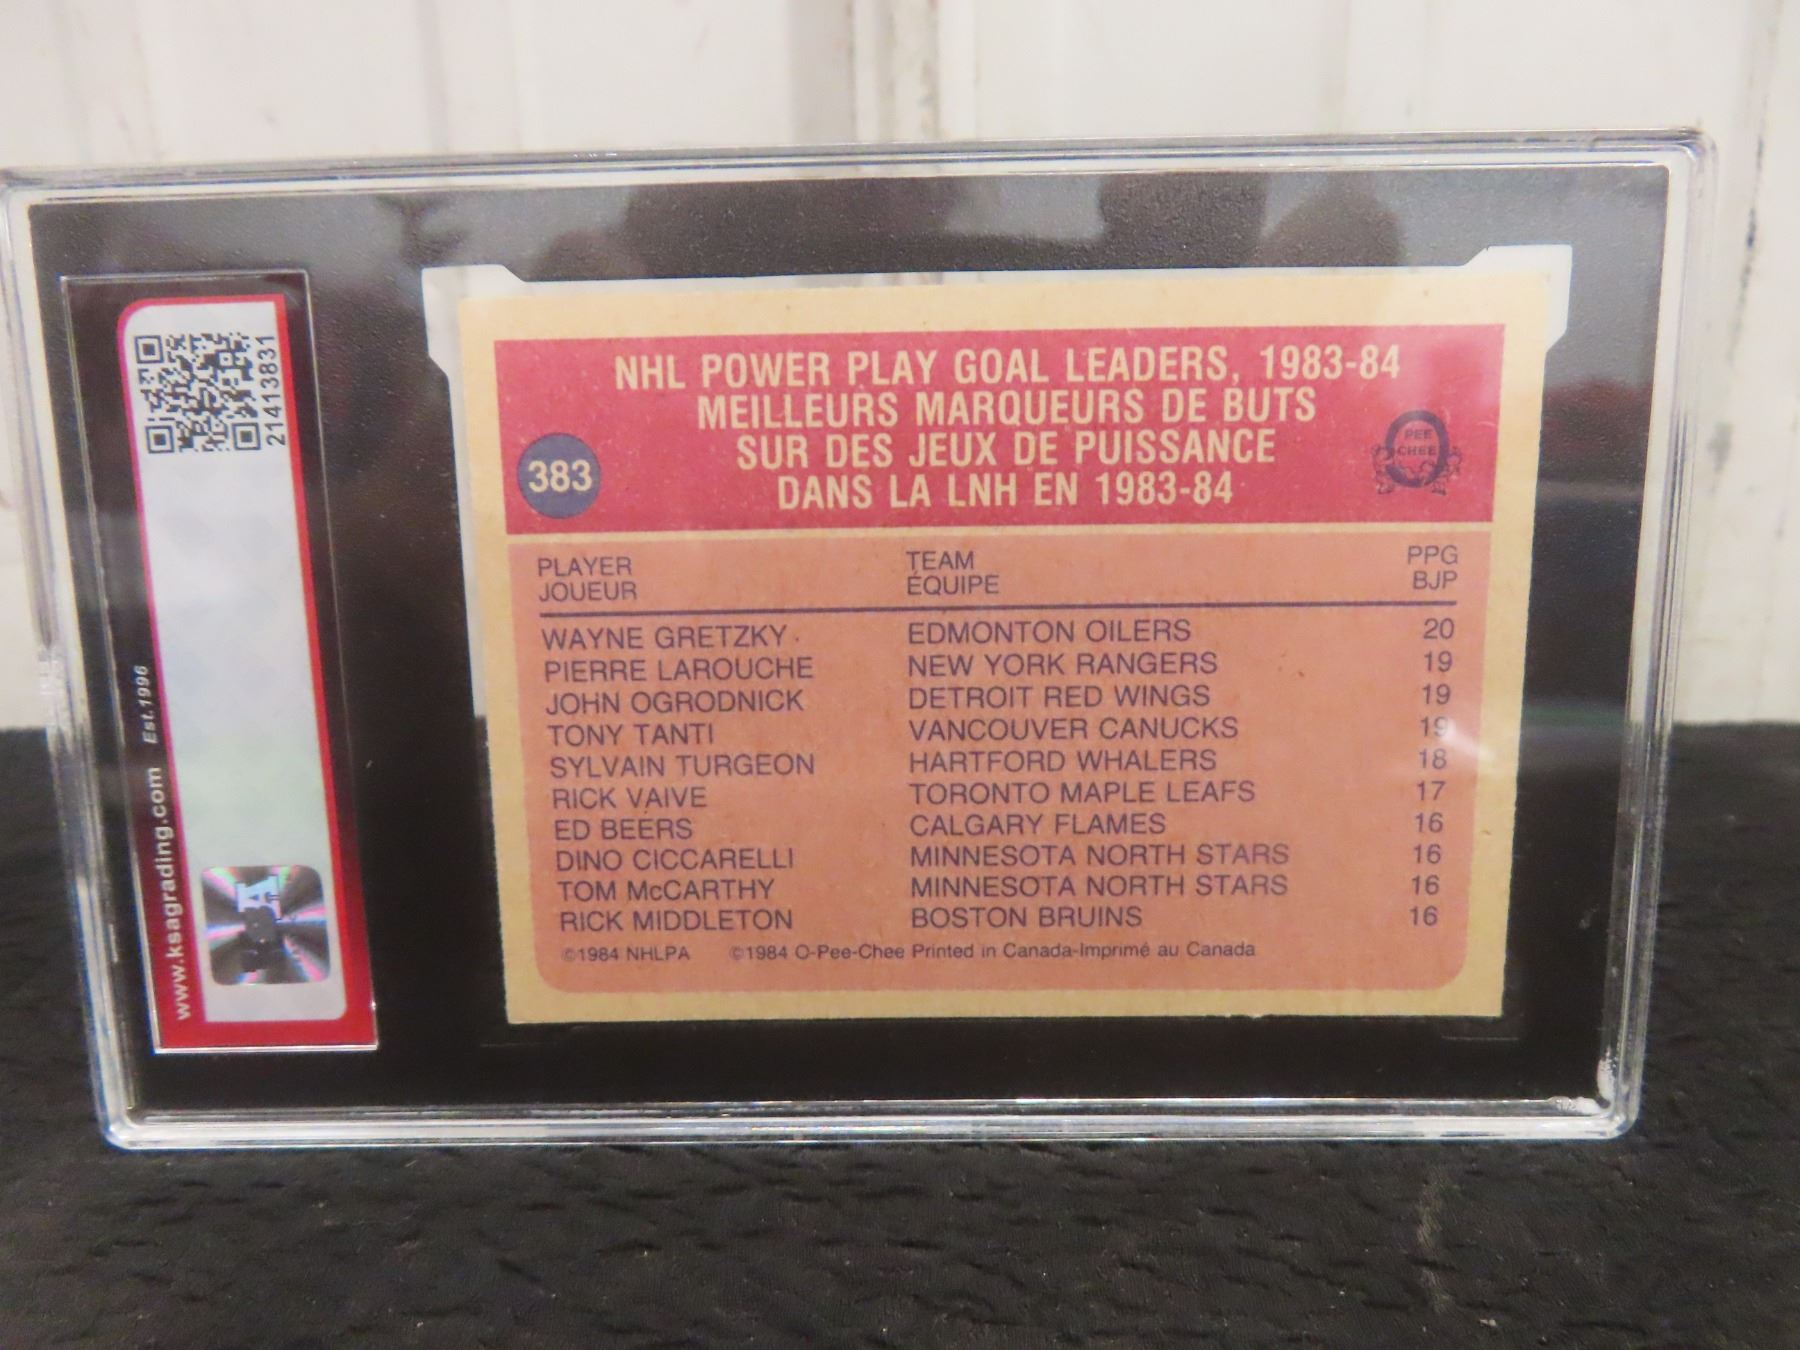 NHL POWER PLAY GOAL LEADERS, 1983-84
MEILLEURS MARQUEURS DE BUTS
SUR DES JEUX DE PUISSANCE
DANS LA LNH EN 1983-84
383
PEE
CHEE
PLAYER TEAM PPG
JOUEUR ÉQUIPE BJP
WAYNE GRETZKY EDMONTON OILERS 20
PIERRE LAROUCHE NEW YORK RANGERS 19
JOHN OGRODNICK DETROIT RED WINGS 19
TONY TANTI VANCOUVER CANUCKS 19
SYLVAIN TURGEON HARTFORD WHALERS 18
RICK VAIVE TORONTO MAPLE LEAFS 17
ED BEERS CALGARY FLAMES 16
DINO CICCARELLI MINNESOTA NORTH STARS 16
TOM McCARTHY MINNESOTA NORTH STARS 16
RICK MIDDLETON BOSTON BRUINS 16
©1984 NHLPA ©1984 O-Pee-Chee Printed in Canada-Imprimé au Canada
21413831
www.ksagrading.com Est.1996